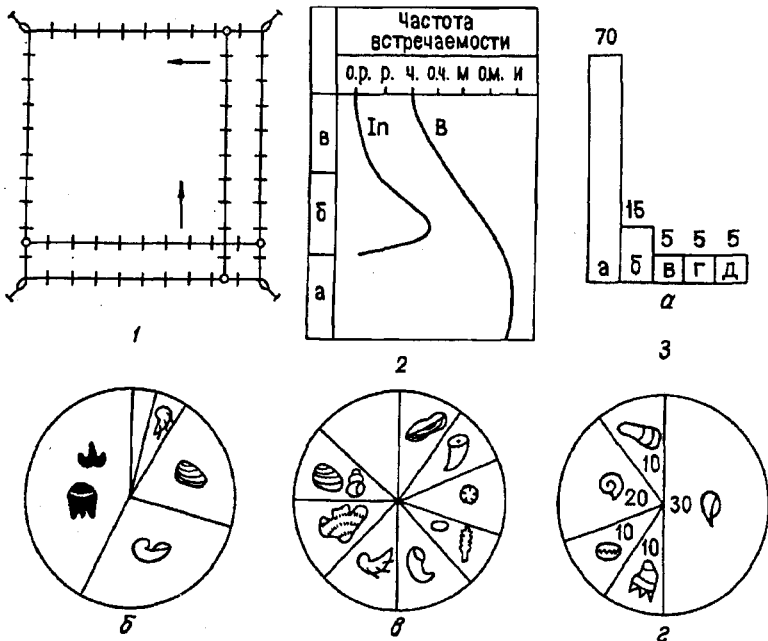 Частота
встречаемости
о.р. р. ч. о.ч. м о.м. и
In B
в
б
а
1
2
70
15
5 5 5
а б в г д
а
3
10
20 30
10 10
б
в
г